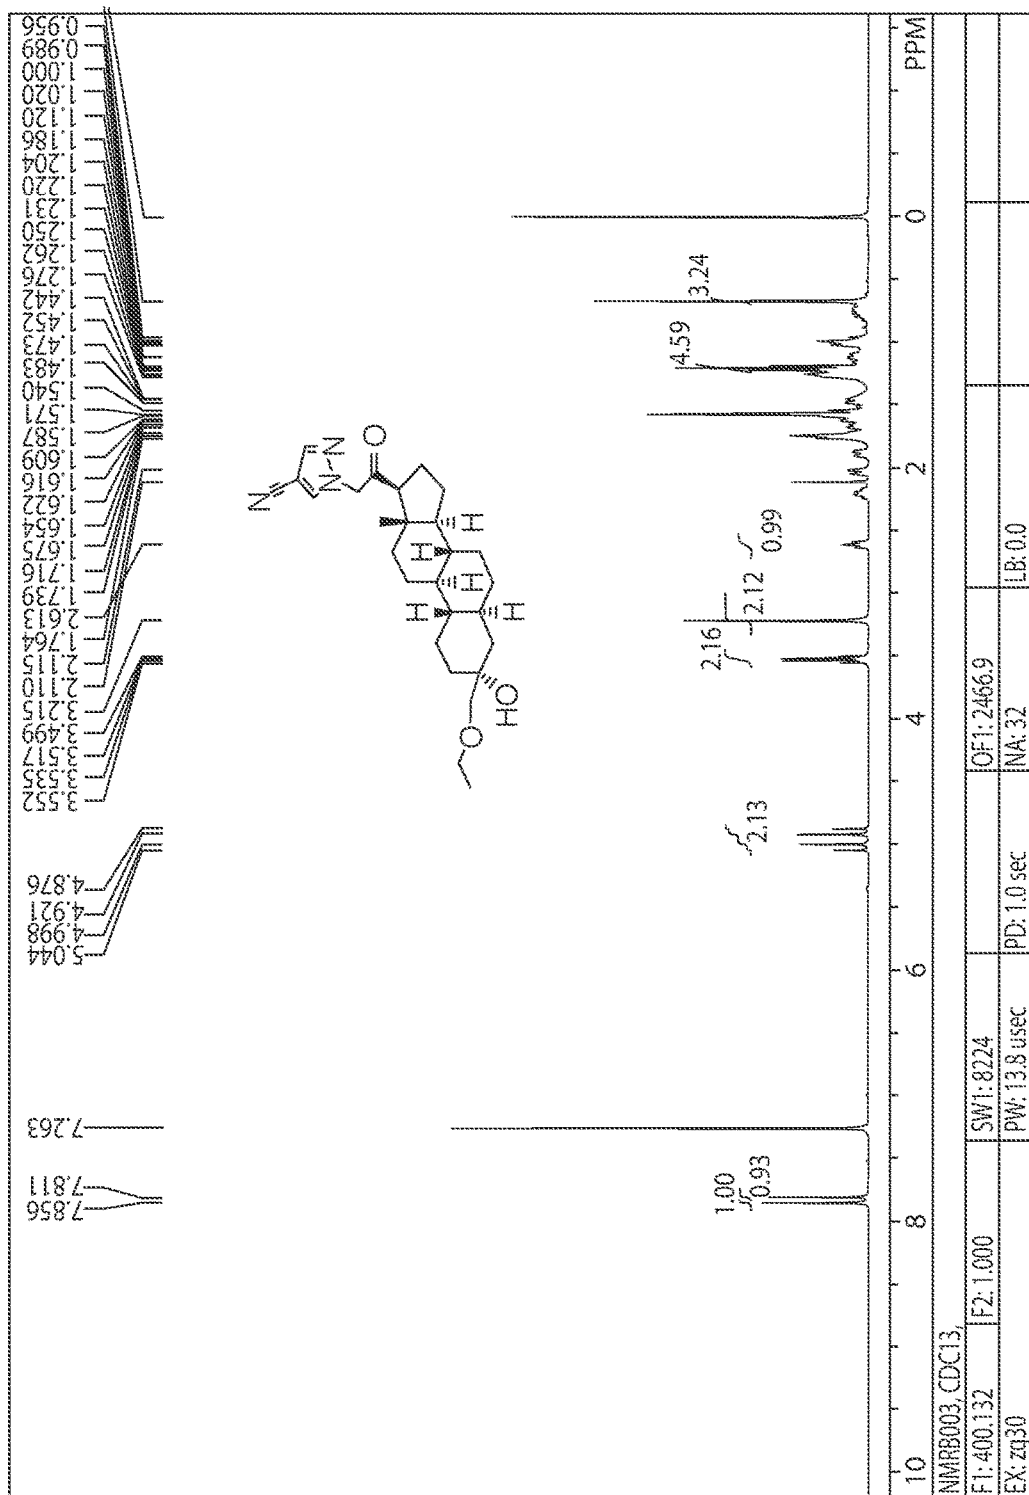 7.856
7.811
7.263
5.044
4.998
4.921
4.876
3.552
3.535
3.517
3.499
3.215
2.110
2.115
1.764
2.613
1.739
1.716
1.675
1.654
1.622
1.616
1.609
1.587
1.571
1.540
1.483
1.473
1.452
1.442
1.276
1.262
1.250
1.231
1.220
1.204
1.186
1.120
1.020
1.000
0.989
0.956
N
N
N
O
H
H
H
H
H
O
HO
1.00
0.93
2.13
2.16
2.12
0.99
4.59
3.24
10
8
6
4
2
0
PPM
NMRB003, CDC13,
F1: 400.132
F2: 1.000
SW1: 8224
OF1: 2466.9
EX: zq30
PW: 13.8 usec
PD: 1.0 sec
NA: 32
LB: 0.0